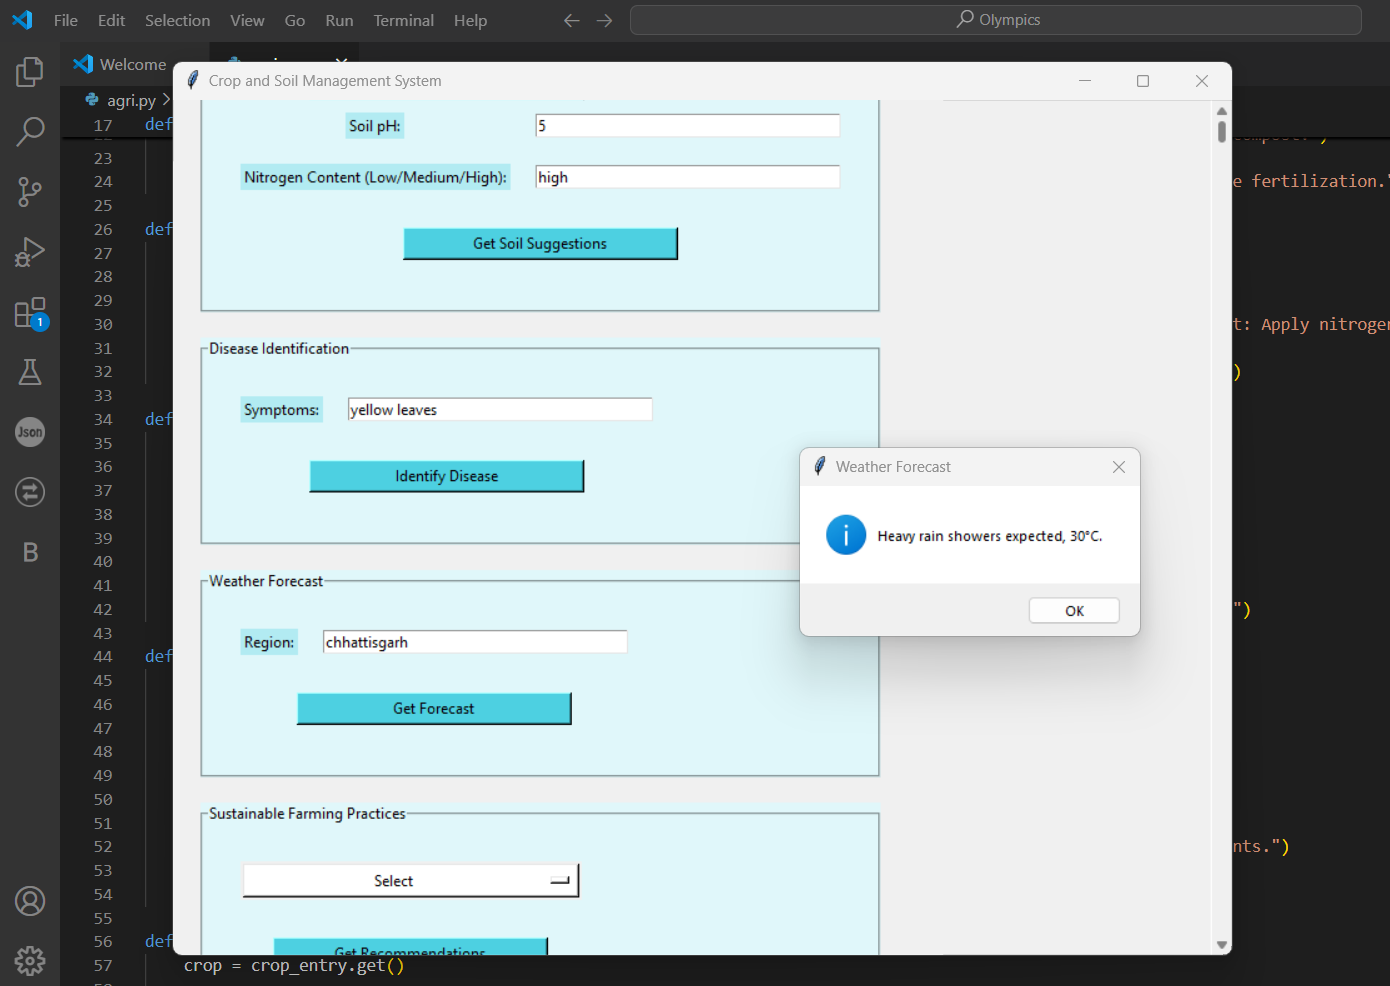 File Edit Selection View Go Run Terminal Help
Olympics
Welcome
agri.py
Crop and Soil Management System
17 def
Soil pH: 5
23
24
e fertilization."
Nitrogen Content (Low/Medium/High): high
25
26 def
Get Soil Suggestions
27
28
29
30
t: Apply nitrogen
31
Disease Identification
32
)
33
34 def
Symptoms: yellow leaves
35
36
Identify Disease
37
38
39
40
Weather Forecast
Heavy rain showers expected, 30°C.
OK
41
Weather Forecast
42
")
43
Region: chhattisgarh
44 def
45
46
Get Forecast
47
48
49
50
51
Sustainable Farming Practices
52
nts.")
53
Select
54
55
56 def
Get Recommendations
57 crop = crop_entry.get()
Json
1
B